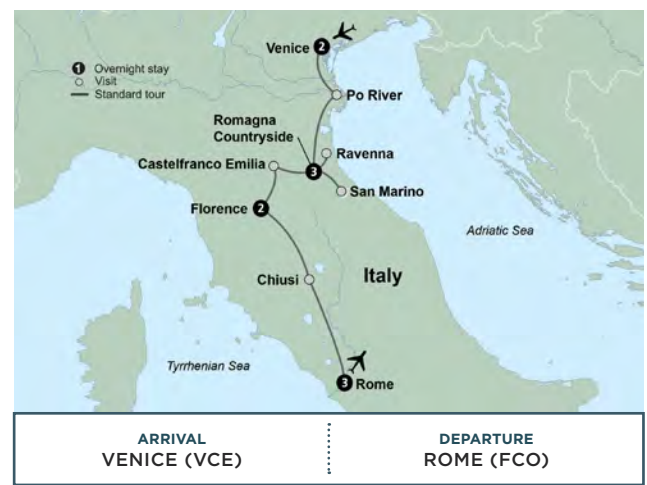 Venice 2
1 Overnight stay
Visit
Standard tour
Po River
Romagna
Countryside
Ravenna
Castelfranco Emilia
3
San Marino
Florence 2
Adriatic Sea
Chiusi
Italy
Tyrrhenian Sea
3 Rome
ARRIVAL
VENICE (VCE)
DEPARTURE
ROME (FCO)